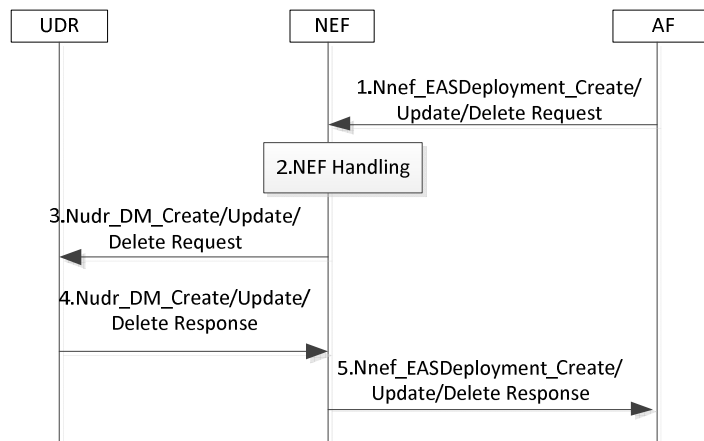 UDR
NEF
AF
1.Nnef_EASDeployment_Create/
Update/Delete Request
2.NEF Handling
3.Nudr_DM_Create/Update/
Delete Request
4.Nudr_DM_Create/Update/
Delete Response
5.Nnef_EASDeployment_Create/
Update/Delete Response